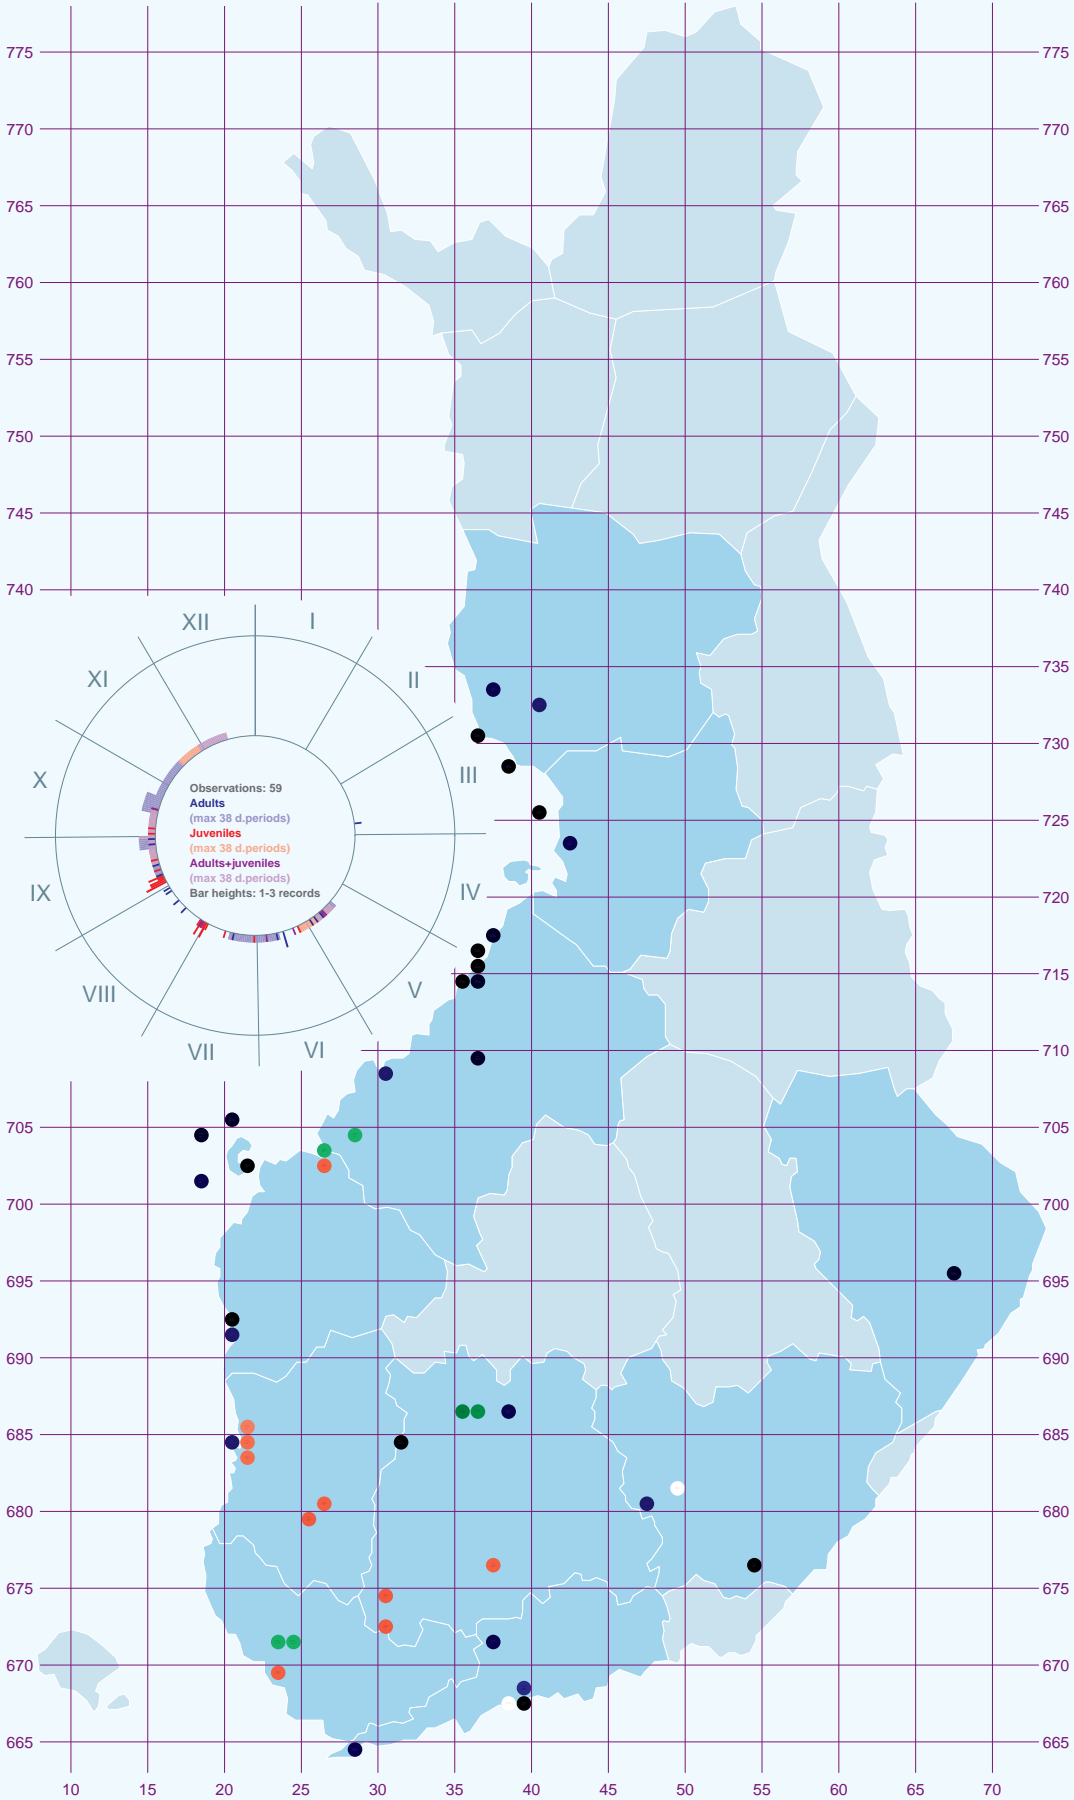 775 775
770 770
765 765
760 760
755 755
750 750
745 745
740 740
XII I
735
XI II
730
X III
Observations: 59
Adults
(max 38 d.periods)
725
Juveniles
(max 38 d.periods)
Adults+juveniles
(max 38 d.periods)
IX IV
Bar heights: 1-3 records
720
715
VIII V
VII VI
710
705 705
700 700
695 695
690 690
685 685
680 680
675 675
670 670
665 665
10 15 20 25 30 35 40 45 50 55 60 65 70